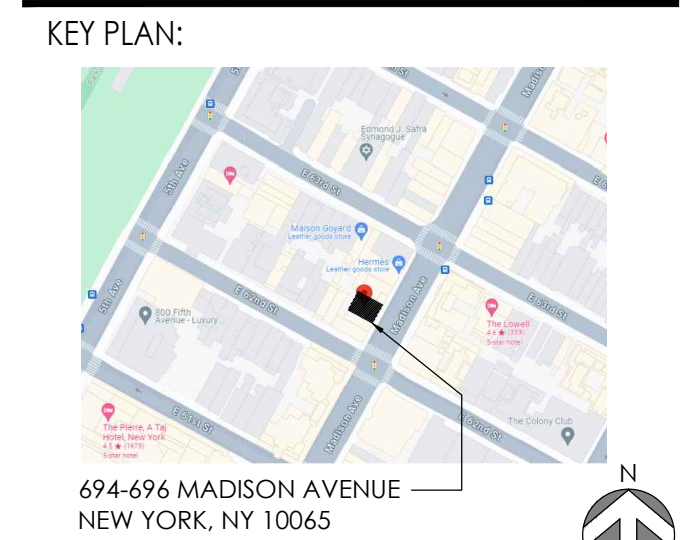 KEY PLAN:
5th Ave
Madison
Edmond J. Safra
Synagogue
5th Ave
E 63rd St
Maison Goyard
Leather goods store
Hermès
Leather goods store
E 62nd St
Madison Ave
E 63rd St
5th Ave
800 Fifth
Avenue - Luxury...
The Lowell
4.6 ★ (333)
5-star hotel
E 61st St
Madison Ave
E 62nd St
The Colony Club
The Pierre, A Taj
Hotel, New York
4.5 ★ (1675)
5-star hotel
694-696 MADISON AVENUE
NEW YORK, NY 10065
N